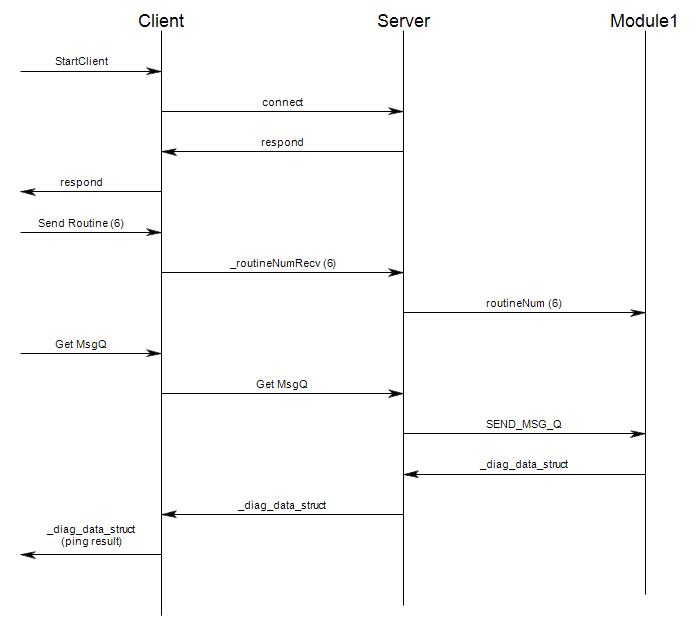 Client
Server
Module1
StartClient
connect
respond
respond
Send Routine (6)
_routineNumRecv (6)
routineNum (6)
Get MsgQ
Get MsgQ
SEND_MSG_Q
_diag_data_struct
_diag_data_struct
_diag_data_struct
(ping result)